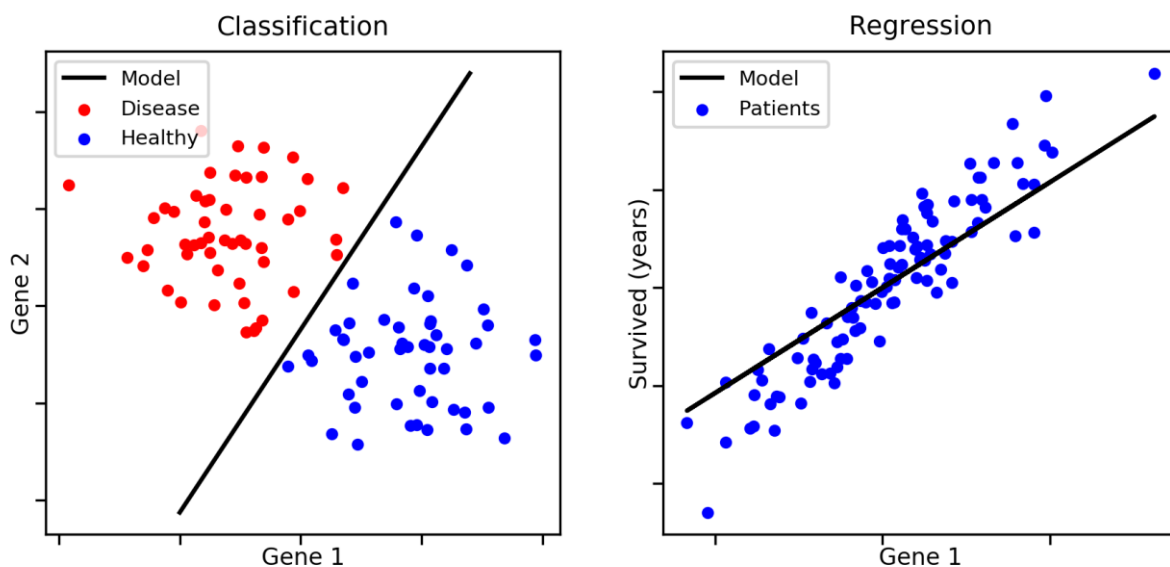 Classification
Model
Disease
Healthy
Gene 2
Gene 1
Regression
Model
Patients
Survived (years)
Gene 1